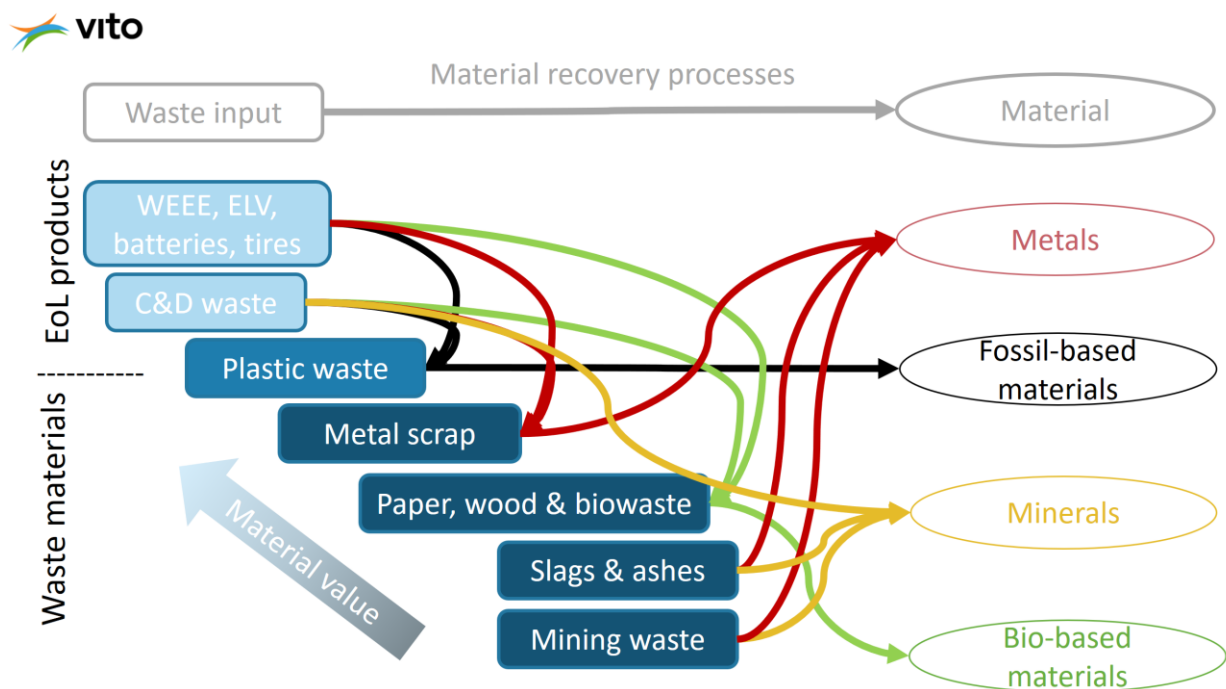 vito
Material recovery processes
Waste input
Material
EoL products
WEEE, ELV,
batteries, tires
Metals
C&D waste
Plastic waste
Fossil-based
materials
Waste materials
Metal scrap
Material value
Paper, wood & biowaste
Minerals
Slags & ashes
Mining waste
Bio-based
materials